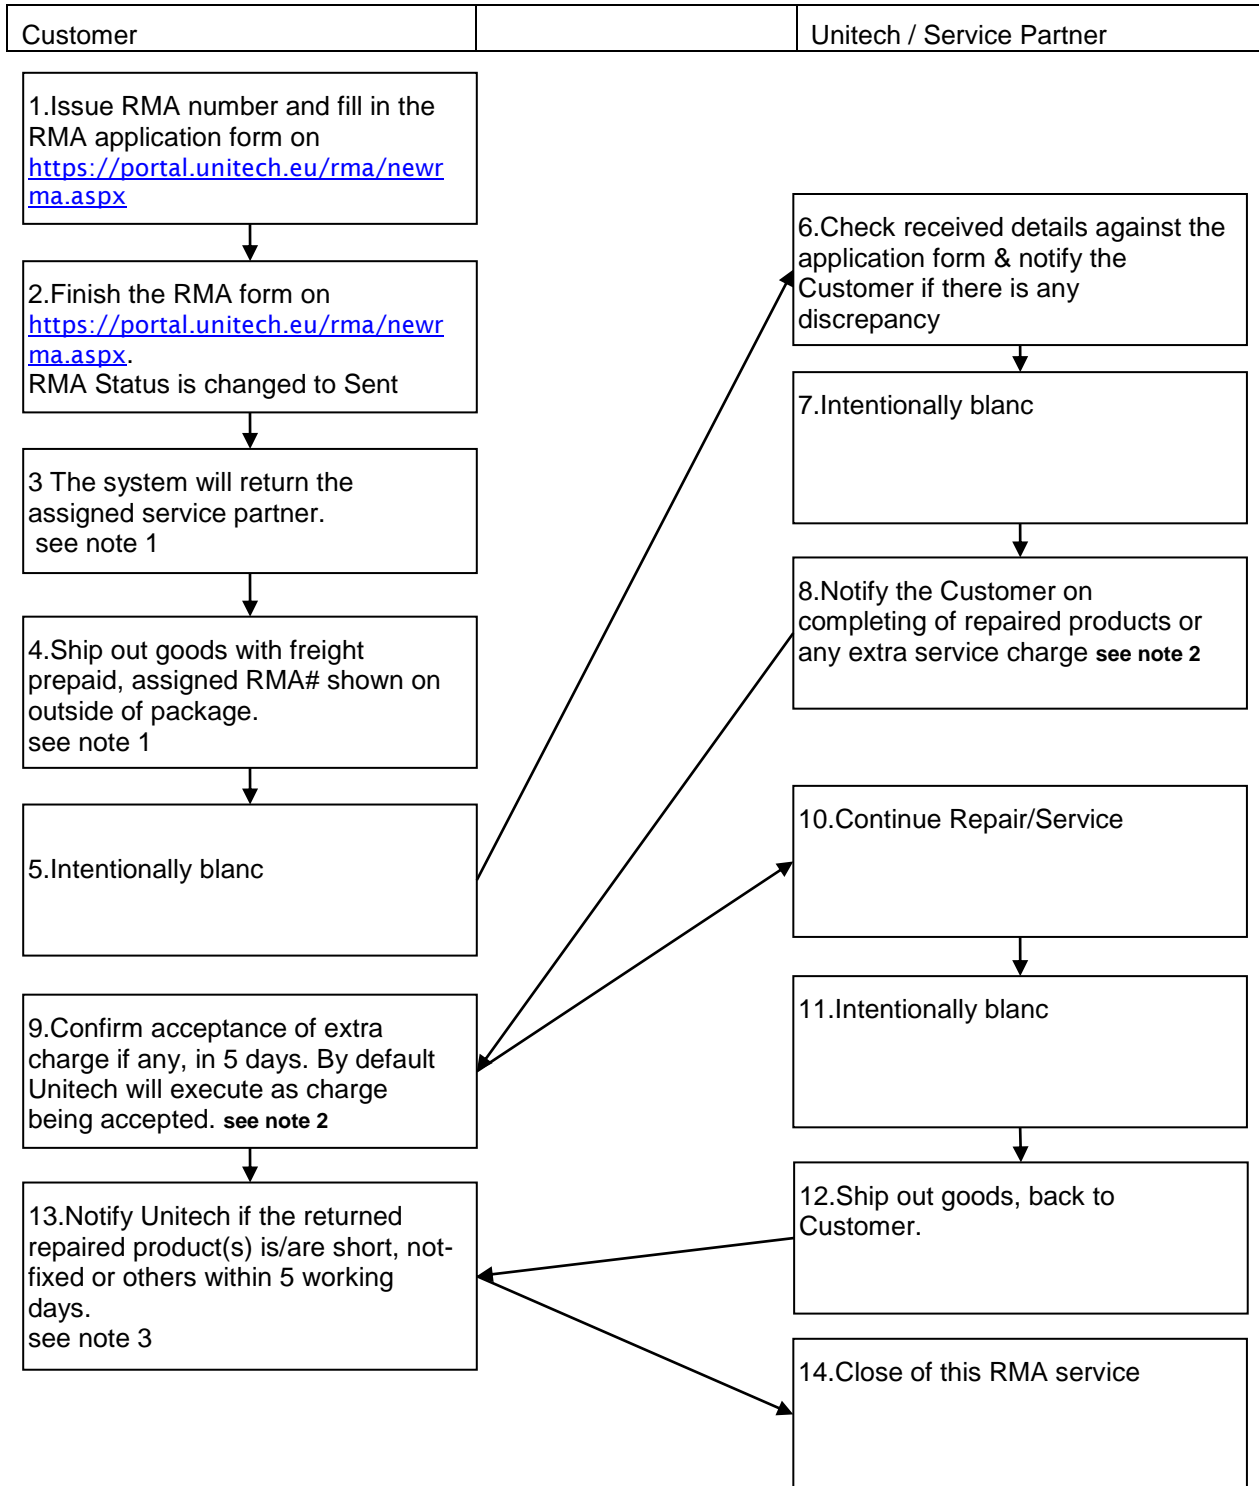 Customer
Unitech / Service Partner
1.Issue RMA number and fill in the
RMA application form on
https://portal.unitech.eu/rma/newr
ma.aspx
2.Finish the RMA form on
https://portal.unitech.eu/rma/newr
ma.aspx.
RMA Status is changed to Sent
3 The system will return the
assigned service partner.
see note 1
4.Ship out goods with freight
prepaid, assigned RMA# shown on
outside of package.
see note 1
5.Intentionally blanc
6.Check received details against the
application form & notify the
Customer if there is any
discrepancy
7.Intentionally blanc
8.Notify the Customer on
completing of repaired products or
any extra service charge see note 2
9.Confirm acceptance of extra
charge if any, in 5 days. By default
Unitech will execute as charge
being accepted. see note 2
10.Continue Repair/Service
11.Intentionally blanc
12.Ship out goods, back to
Customer.
13.Notify Unitech if the returned
repaired product(s) is/are short, not-
fixed or others within 5 working
days.
see note 3
14.Close of this RMA service